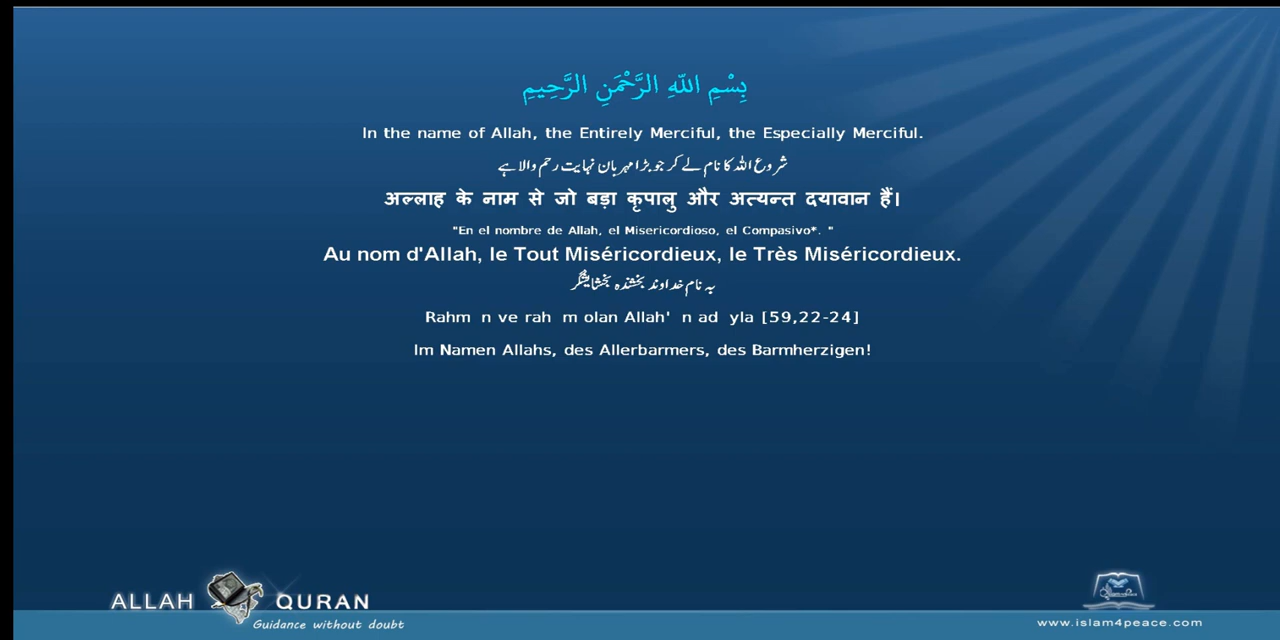 بِسْمِ اللَّهِ الرَّحْمَنِ الرَّحِيمِ
In the name of Allah, the Entirely Merciful, the Especially Merciful.
شروع اللہ کا نام لے کر جو بڑا مہربان نہایت رحم والا ہے
अल्लाह के नाम से जो बड़ा कृपालु और अत्यन्त दयावान हैं।
"En el nombre de Allah, el Misericordioso, el Compasivo*. "
Au nom d'Allah, le Tout Miséricordieux, le Très Miséricordieux.
به نام خداوند بخشنده بخشایشگر
Rahm n ve rah m olan Allah' n ad yla [59,22-24]
Im Namen Allahs, des Allerbarmers, des Barmherzigen!
ALLAH QURAN
Guidance without doubt
www.islam4peace.com